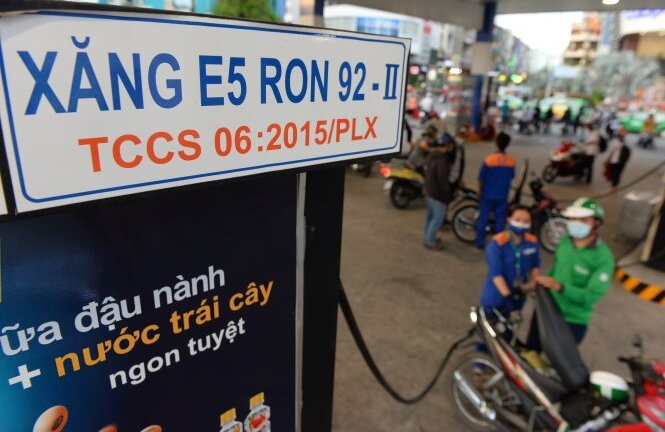 XĂNG E5 RON 92 - II
TCCS 06:2015/PLX
ữa đậu nành
+ nước trái cây
ngon tuyệt